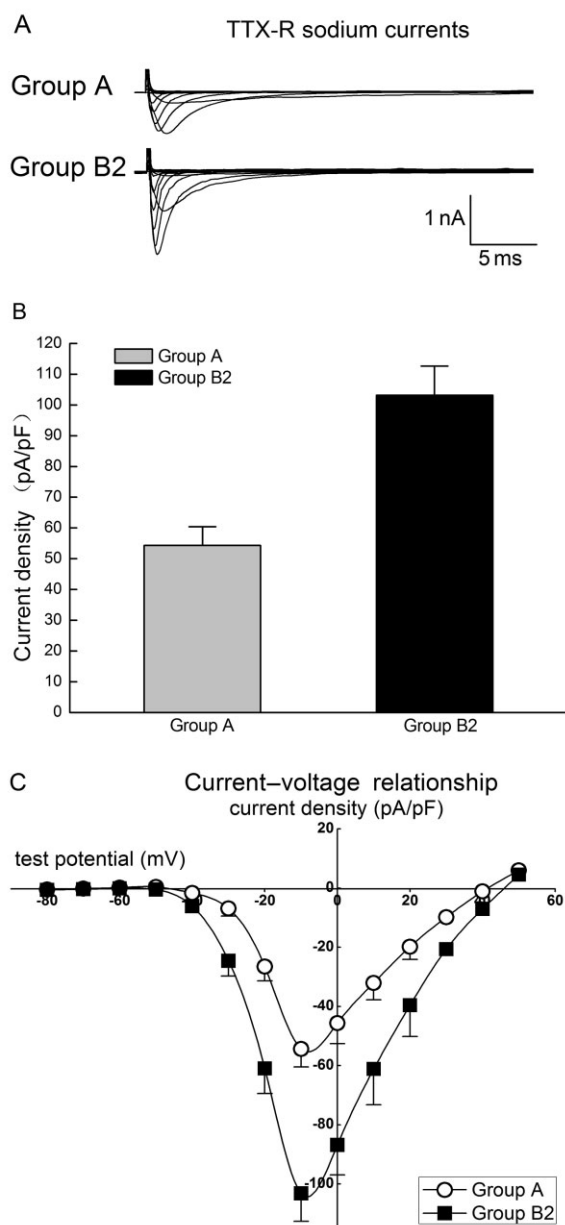 A
TTX-R sodium currents
Group A
Group B2
1 nA
5 ms
B
120
110
100
90
80
70
60
50
40
30
20
10
0
Current density (pA/pF)
Group A
Group B2
Group A
Group B2
C
Current–voltage relationship
current density (pA/pF)
test potential (mV)
20
-80
-60
-40
-20
0
20
40
60
-20
-40
-60
-80
-100
Group A
Group B2